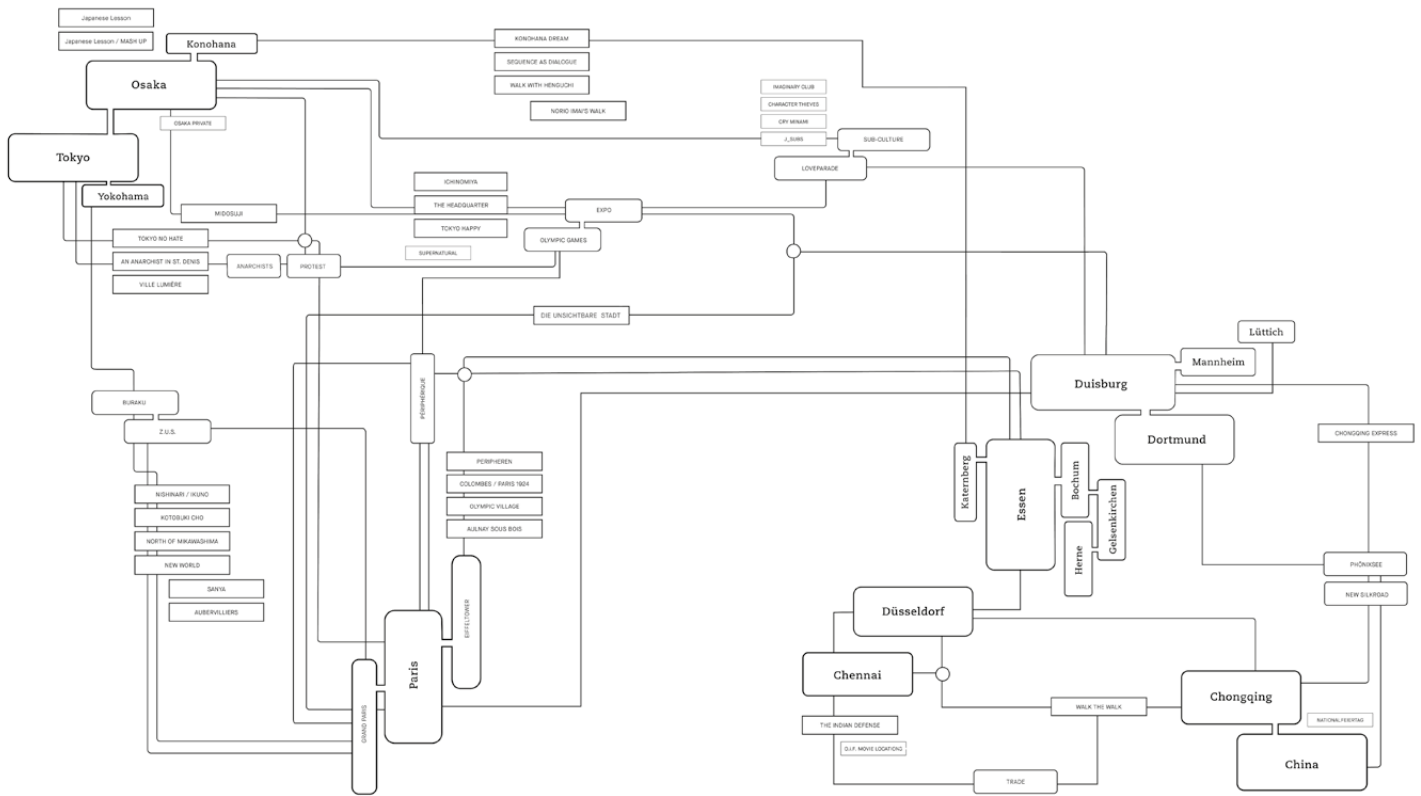 Japanese Lesson
Japanese Lesson / MASH UP
Konohana
Osaka
OSAKA PRIVATE
Tokyo
Yokohama
KONOHANA DREAM
SEQUENCE AS DIALOGUE
WALK WITH HENGUCHI
NORIO IMAI'S WALK
IMAGINARY CLUB
CHARACTER THIEVES
CRY MINAMI
J_SUBS
SUB-CULTURE
LOVEPARADE
MIDOSUJI
ICHINOMIYA
THE HEADQUARTER
TOKYO HAPPY
SUPERNATURAL
EXPO
OLYMPIC GAMES
TOKYO NO HATE
AN ANARCHIST IN ST. DENIS
VILLE LUMIÈRE
ANARCHISTS
PROTEST
DIE UNSICHTBARE STADT
Lüttich
Mannheim
Duisburg
Dortmund
CHONGQING EXPRESS
PÉRIPHÉRIQUE
BURAKU
Z.U.S.
PERIPHEREN
COLOMBES / PARIS 1924
OLYMPIC VILLAGE
AULNAY SOUS BOIS
NISHINARI / IKUNO
KOTOBUKI CHO
NORTH OF MIKAWASHIMA
NEW WORLD
SANYA
AUBERVILLIERS
Katernberg
Essen
Bochum
Gelsenkirchen
Herne
PHÖNIXSEE
NEW SILKROAD
EIFFELTOWER
Paris
GRAND PARIS
Düsseldorf
Chennai
THE INDIAN DEFENSE
D.I.P. MOVIE LOCATIONS
WALK THE WALK
TRADE
Chongqing
NATIONALFEIERTAG
China